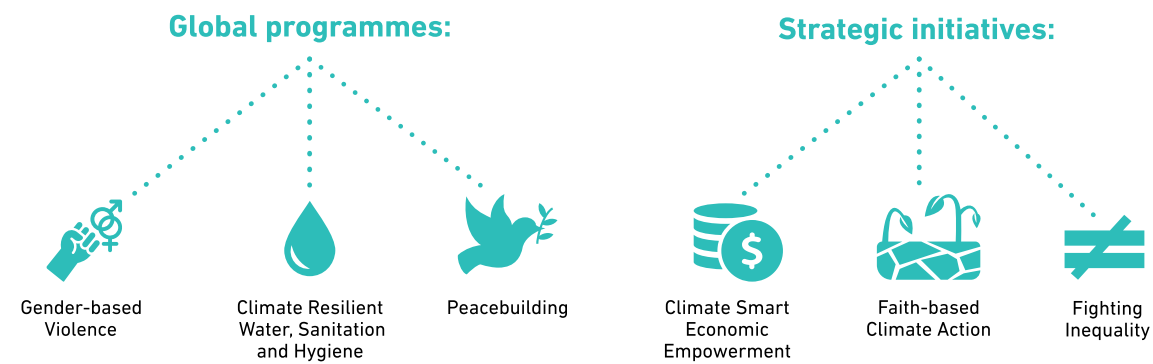 Global programmes:
Gender-based
Violence
Climate Resilient
Water, Sanitation
and Hygiene
Peacebuilding
Strategic initiatives:
$
Climate Smart
Economic
Empowerment
Faith-based
Climate Action
Fighting
Inequality